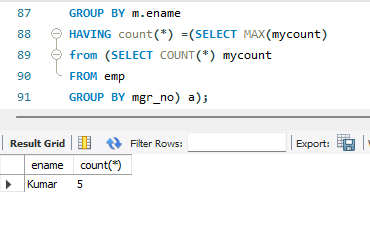 87 GROUP BY m.ename
88 HAVING count(*) =(SELECT MAX(mycount)
89 from (SELECT COUNT(*) mycount
90 FROM emp
91 GROUP BY mgr_no) a);
Result Grid Filter Rows: Export:
ename count(*)
Kumar 5